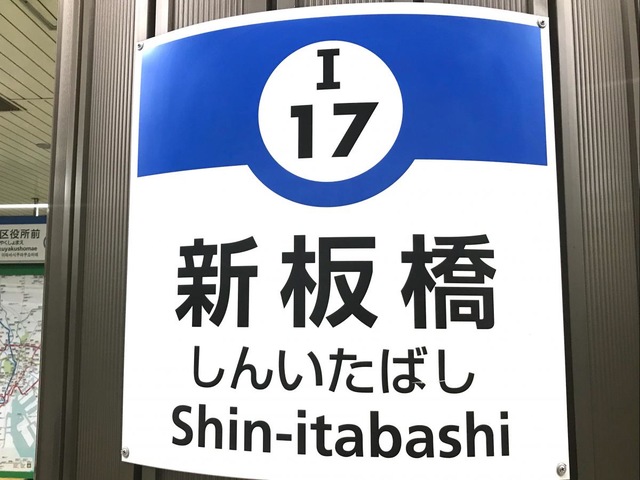 I
17
新板橋
しんいたばし
Shin-itabashi
区役所前